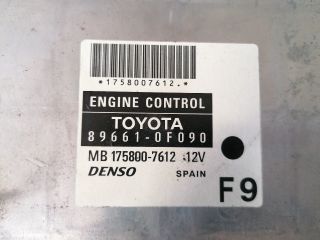 *1758007612.*
ENGINE CONTROL
TOYOTA
89661-0F090
MB 175800-7612 12V
DENSO SPAIN F9